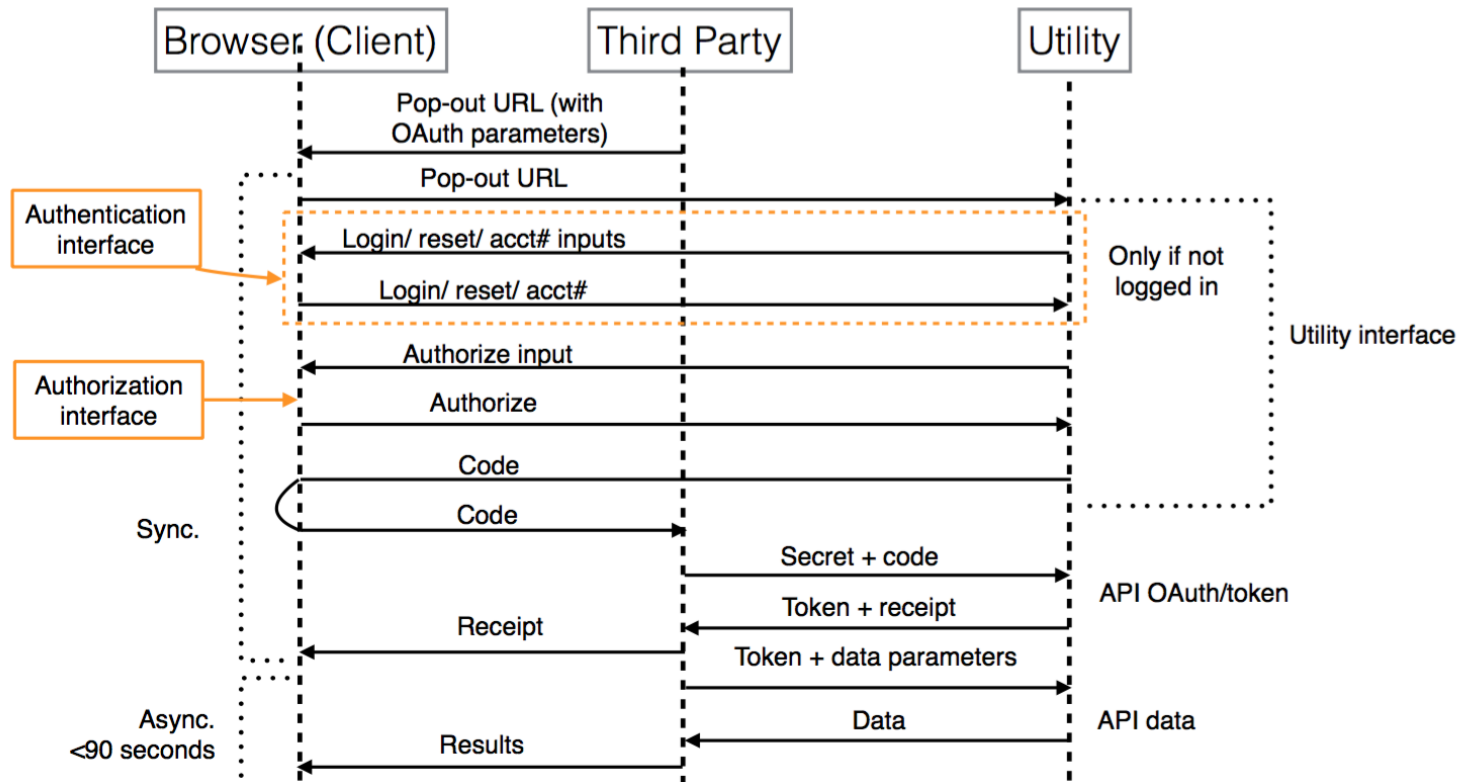 Browser (Client)
Third Party
Utility
Pop-out URL (with
OAuth parameters)
Pop-out URL
Authentication
interface
Login/ reset/ acct# inputs
Only if not
logged in
Login/ reset/ acct#
Utility interface
Authorize input
Authorization
interface
Authorize
Code
Code
Sync.
Secret + code
API OAuth/token
Token + receipt
Receipt
Token + data parameters
Async.
<90 seconds
Data
API data
Results